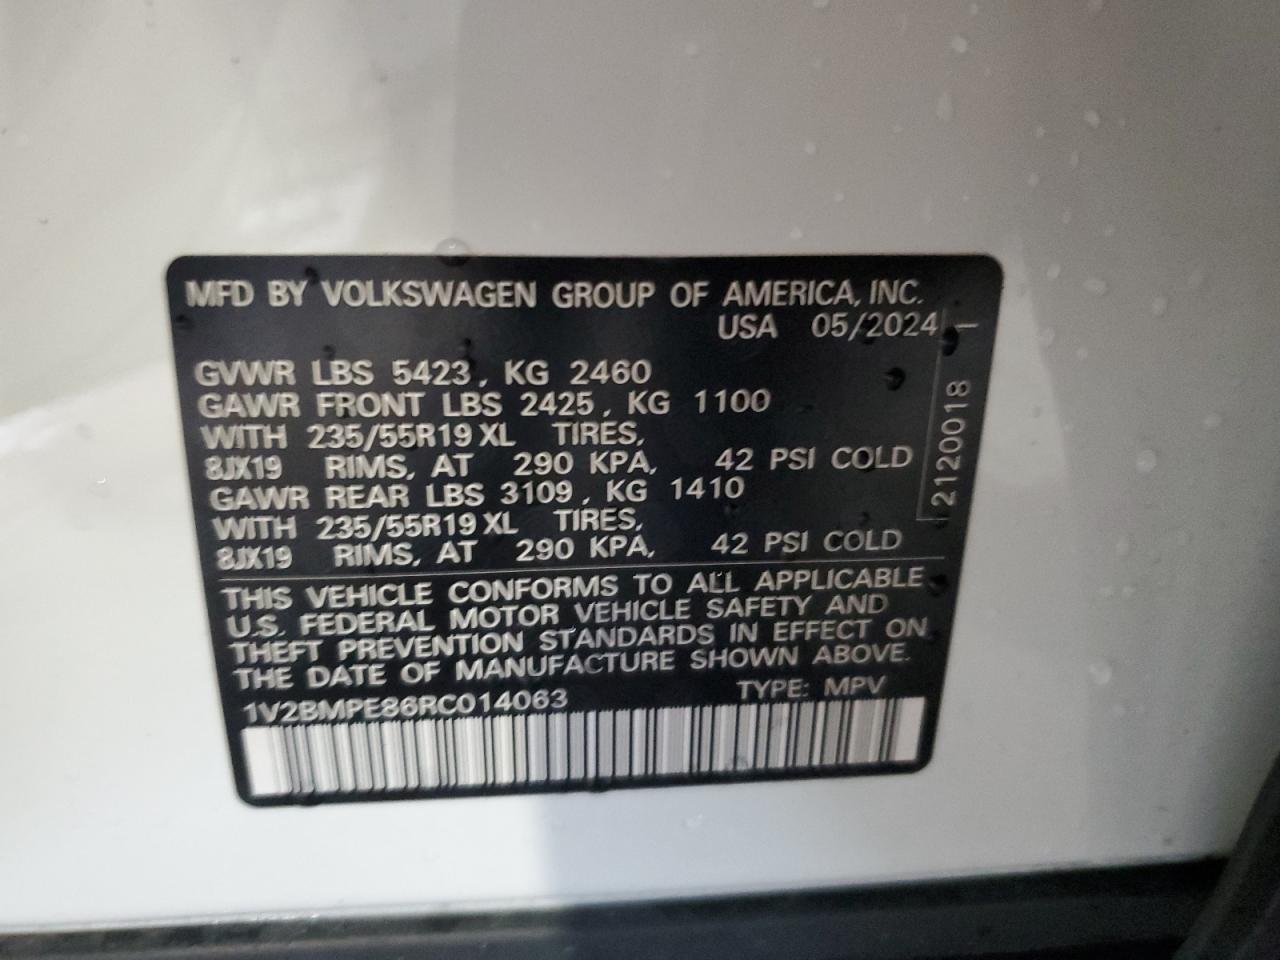 MFD BY VOLKSWAGEN GROUP OF AMERICA, INC.
USA 05/2024
GVWR LBS 5423, KG 2460
GAWR FRONT LBS 2425, KG 1100
WITH 235/55R19 XL TIRES,
8JX19 RIMS, AT 290 KPA, 42 PSI COLD
GAWR REAR LBS 3109, KG 1410
WITH 235/55R19 XL TIRES,
8JX19 RIMS, AT 290 KPA, 42 PSI COLD
THIS VEHICLE CONFORMS TO ALL APPLICABLE
U.S. FEDERAL MOTOR VEHICLE SAFETY AND
THEFT PREVENTION STANDARDS IN EFFECT ON
THE DATE OF MANUFACTURE SHOWN ABOVE.
1V2BMPE86RC014063 TYPE: MPV
2120018